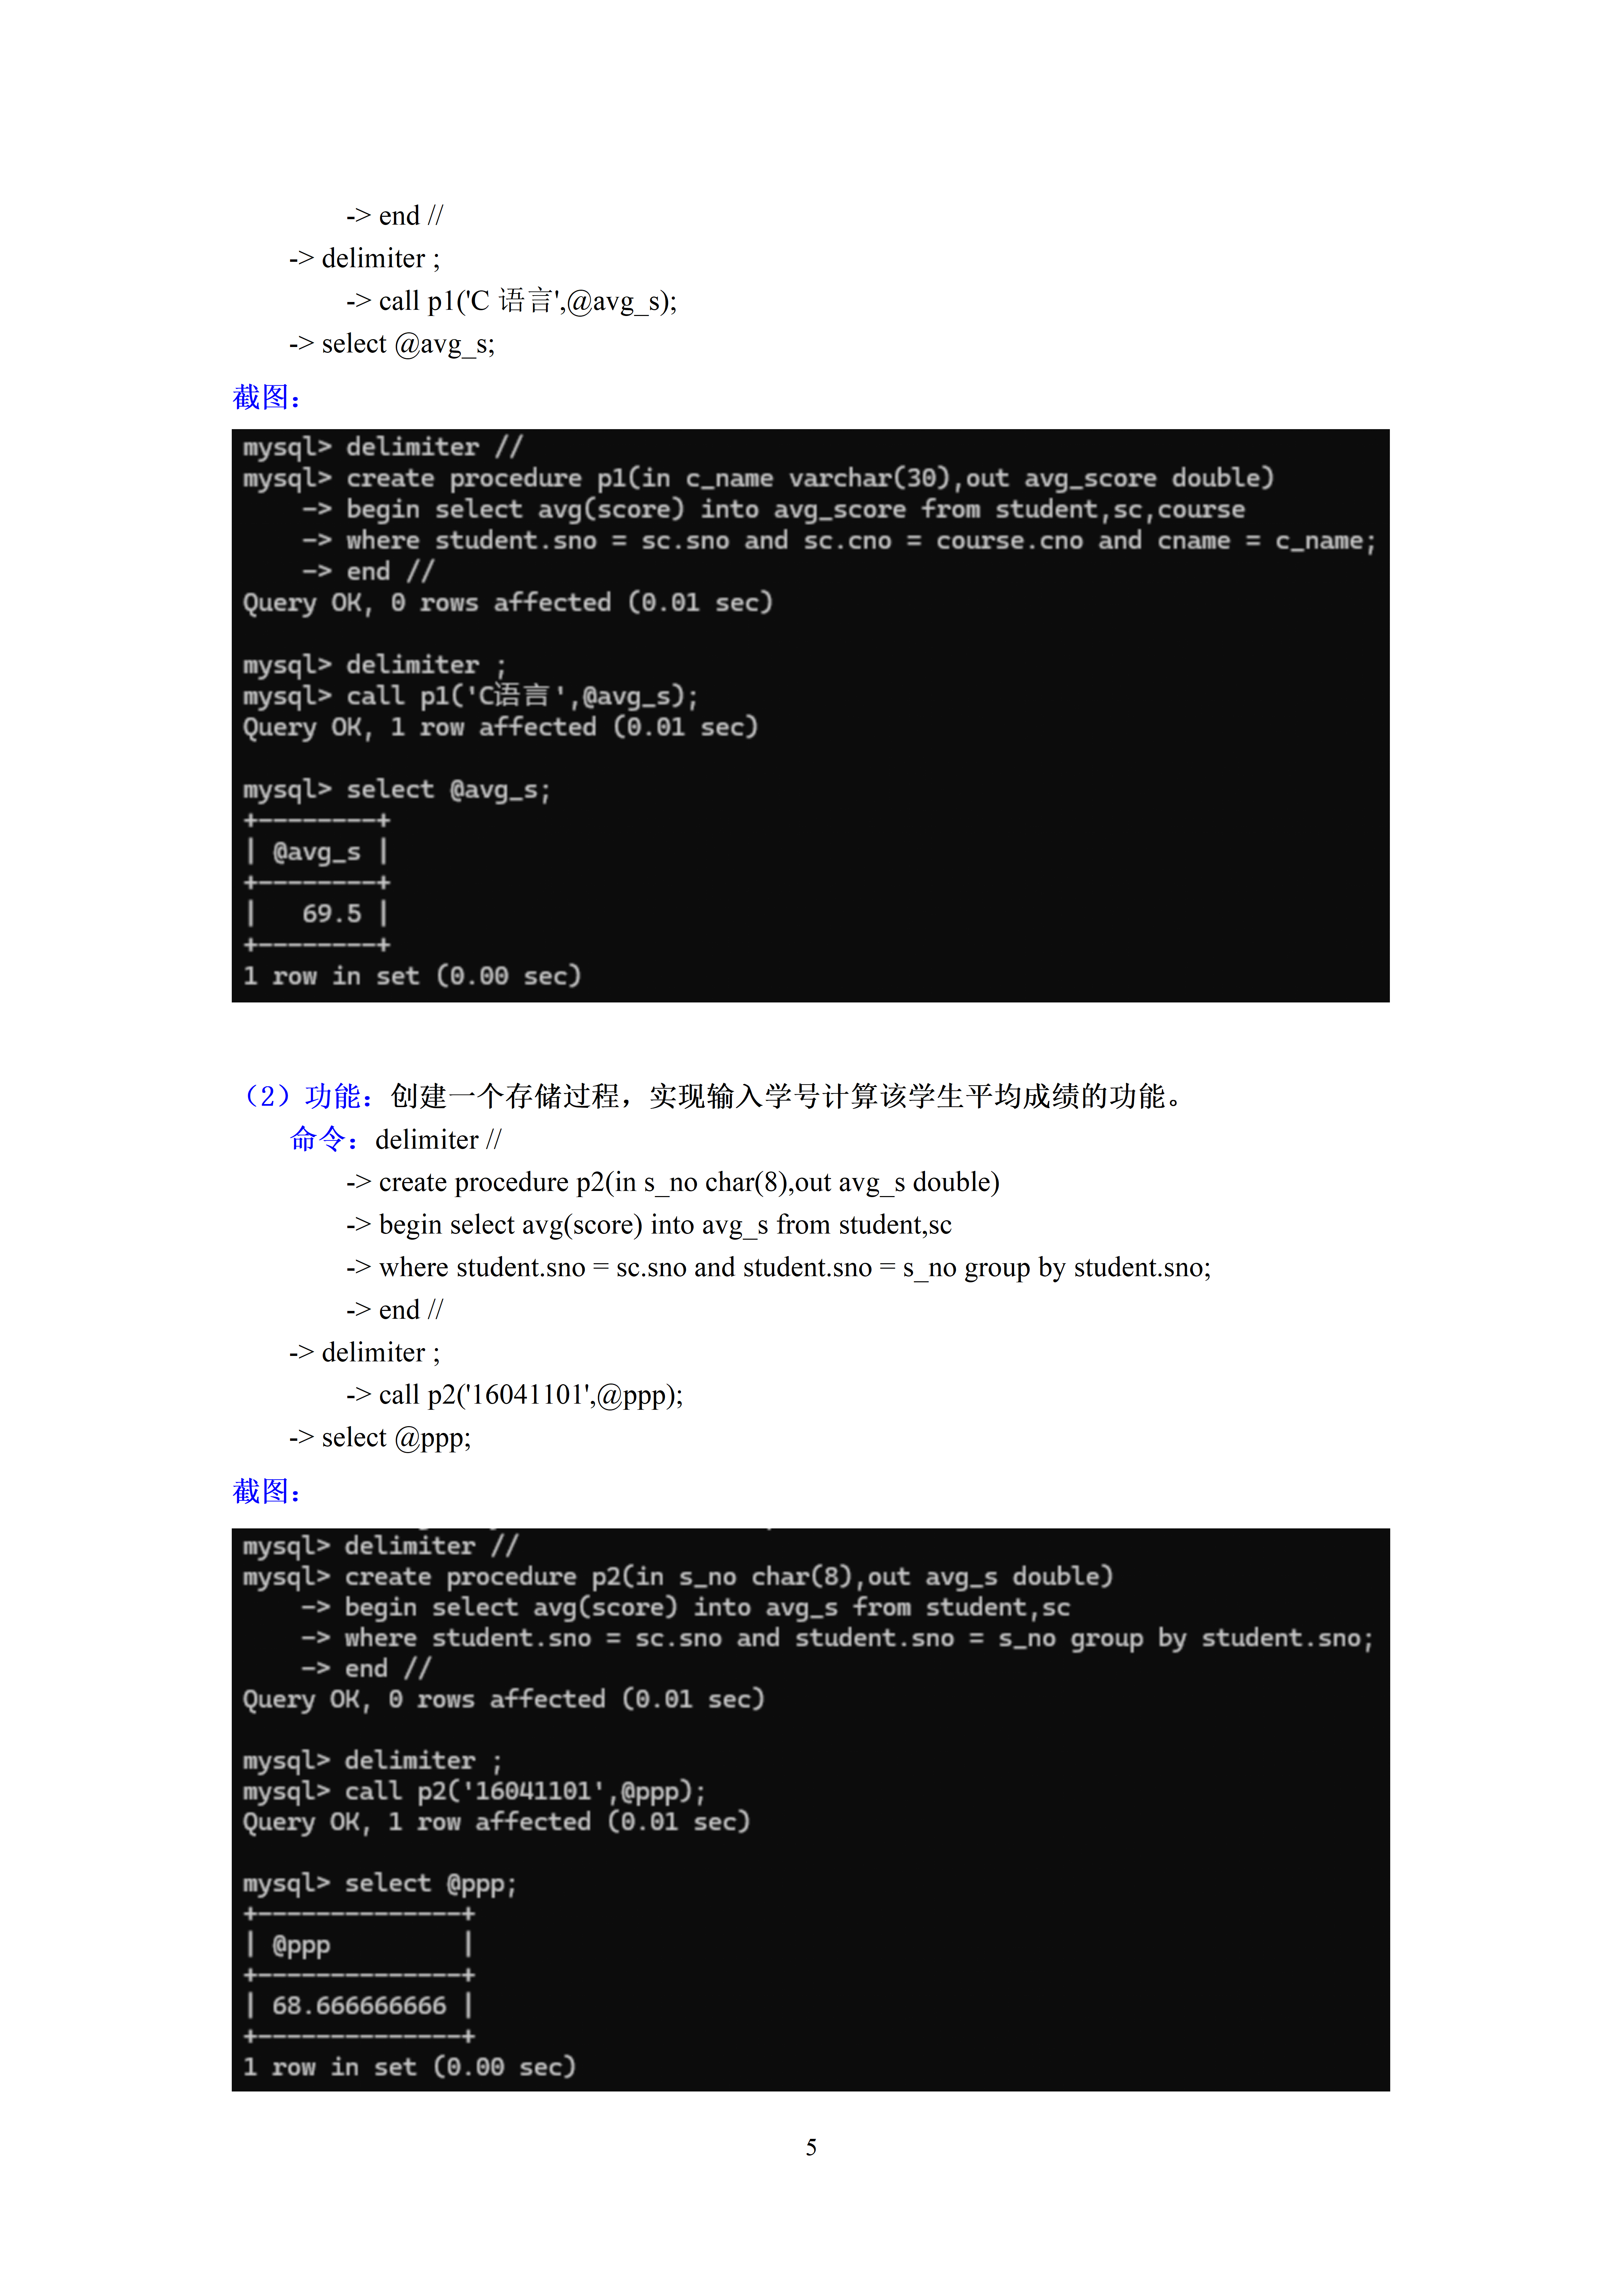 -> end //
-> delimiter ;
-> call p1('C 语言',@avg_s);
-> select @avg_s;
截图：
mysql> delimiter //
mysql> create procedure p1(in c_name varchar(30),out avg_score double)
-> begin select avg(score) into avg_score from student,sc,course
-> where student.sno = sc.sno and sc.cno = course.cno and cname = c_name;
-> end //
Query OK, 0 rows affected (0.01 sec)
mysql> delimiter ;
mysql> call p1('C语言',@avg_s);
Query OK, 1 row affected (0.01 sec)
mysql> select @avg_s;
+--------+
| @avg_s |
+--------+
|   69.5 |
+--------+
1 row in set (0.00 sec)
（2）功能：创建一个存储过程，实现输入学号计算该学生平均成绩的功能。
命令：delimiter //
-> create procedure p2(in s_no char(8),out avg_s double)
-> begin select avg(score) into avg_s from student,sc
-> where student.sno = sc.sno and student.sno = s_no group by student.sno;
-> end //
-> delimiter ;
-> call p2('16041101',@ppp);
-> select @ppp;
截图：
mysql> delimiter //
mysql> create procedure p2(in s_no char(8),out avg_s double)
-> begin select avg(score) into avg_s from student,sc
-> where student.sno = sc.sno and student.sno = s_no group by student.sno;
-> end //
Query OK, 0 rows affected (0.01 sec)
mysql> delimiter ;
mysql> call p2('16041101',@ppp);
Query OK, 1 row affected (0.01 sec)
mysql> select @ppp;
+--------------+
| @ppp         |
+--------------+
| 68.666666666 |
+--------------+
1 row in set (0.00 sec)
5